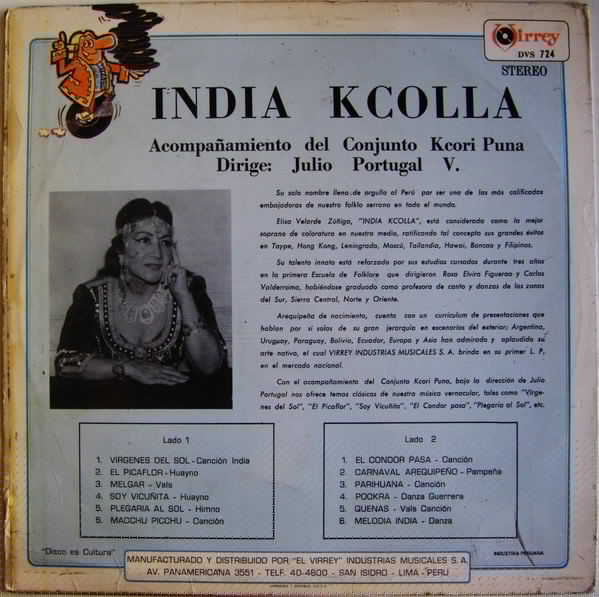 Virrey
DVS 724
STEREO
INDIA KCOLLA
Acompañamiento del Conjunto Kcori Puna
Dirige: Julio Portugal V.
Su solo nombre llena de orgullo al Perú por ser una de las más calificadas
embajadoras de nuestro folklo serrano en todo el mundo.
Elisa Velarde Zúñiga, "INDIA KCOLLA", está considerada como la mejor
soprano de coloratura en nuestro medio, ratificando tal concepto sus grandes éxitos
en Taype, Hong Kong, Leningrado, Moscú, Tailandia, Hawai, Bancao y Filipinas.
Su talento innato está reforzado por sus estudios cursados durante tres años
en la primera Escuela de Folklore que dirigieron Rosa Elvira Figueroa y Carlos
Valderrama, habiéndose graduado como profesora de canto y danzas de las zonas
del Sur, Sierra Central, Norte y Oriente.
Arequipeña de nacimiento, cuenta con un curriculum de presentaciones que
hablan por si solas de su gran jerarquía en escenarios del exterior; Argentina,
Uruguay, Paraguay, Bolivia, Ecuador, Europa y Asia han admirado y aplaudido su
arte nativo, el cual VIRREY INDUSTRIAS MUSICALES S. A. brinda en su primer L. P.
en el mercado nacional.
Con el acompañamiento del Conjunto Kcori Puna, bajo la dirección de Julio
Portugal nos ofrece temas clásicos de nuestra música vernacular, tales como "Vírge-
nes del Sol", "El Picaflor", "Soy Vicuñita", "El Condor pasa", "Plegaria al Sol", etc.
Lado 1
1. VIRGENES DEL SOL - Canción India
2. EL PICAFLOR - Huayno
3. MELGAR - Vals
4. SOY VICUÑITA - Huayno
5. PLEGARIA AL SOL - Himno
6. MACCHU PICCHU - Canción
Lado 2
1. EL CONDOR PASA - Canción
2. CARNAVAL AREQUIPEÑO - Pampeña
3. PARIHUANA - Canción
4. POOKRA - Danza Guerrera
5. QUENAS - Vals Canción
6. MELODIA INDIA - Danza
"Disco es Cultura"
MANUFACTURADO Y DISTRIBUIDO POR "EL VIRREY" INDUSTRIAS MUSICALES S. A.
AV. PANAMERICANA 3551 - TELF. 40-4600 - SAN ISIDRO - LIMA - PERU